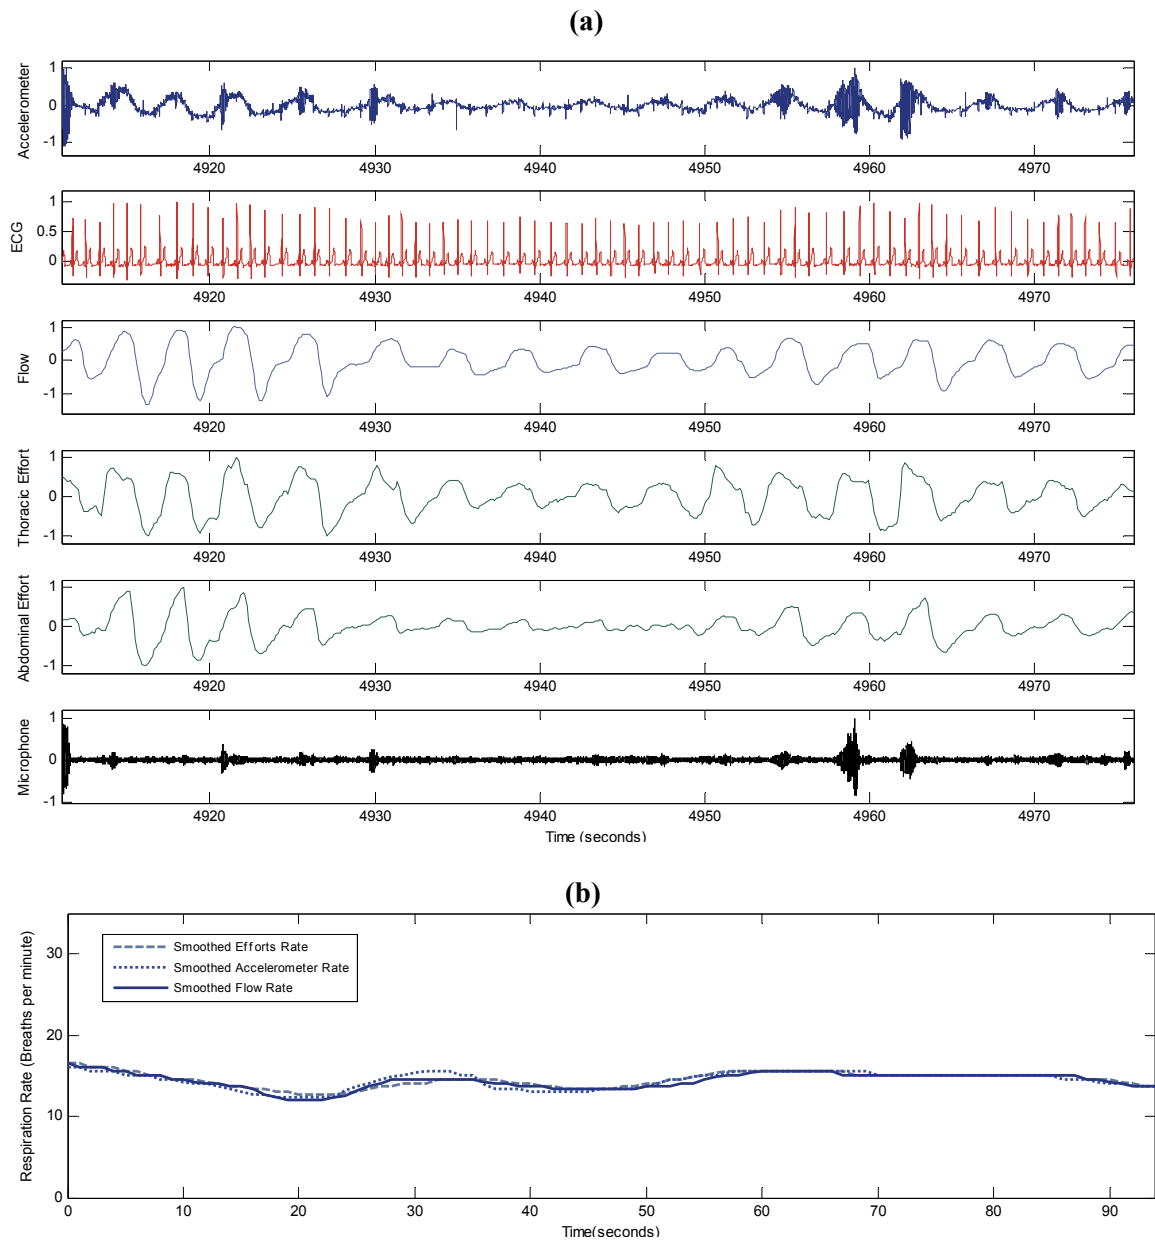 (a)
Accelerometer
1
0
-1
4920 4930 4940 4950 4960 4970
ECG
1
0.5
0
4920 4930 4940 4950 4960 4970
Flow
1
0
-1
4920 4930 4940 4950 4960 4970
Thoracic Effort
1
0
-1
4920 4930 4940 4950 4960 4970
Abdominal Effort
1
0
-1
4920 4930 4940 4950 4960 4970
Microphone
1
0
-1
4920 4930 4940 4950 4960 4970
Time (seconds)
(b)
Respiration Rate (Breaths per minute)
30
20
10
0
Smoothed Efforts Rate
Smoothed Accelerometer Rate
Smoothed Flow Rate
0 10 20 30 40 50 60 70 80 90
Time(seconds)